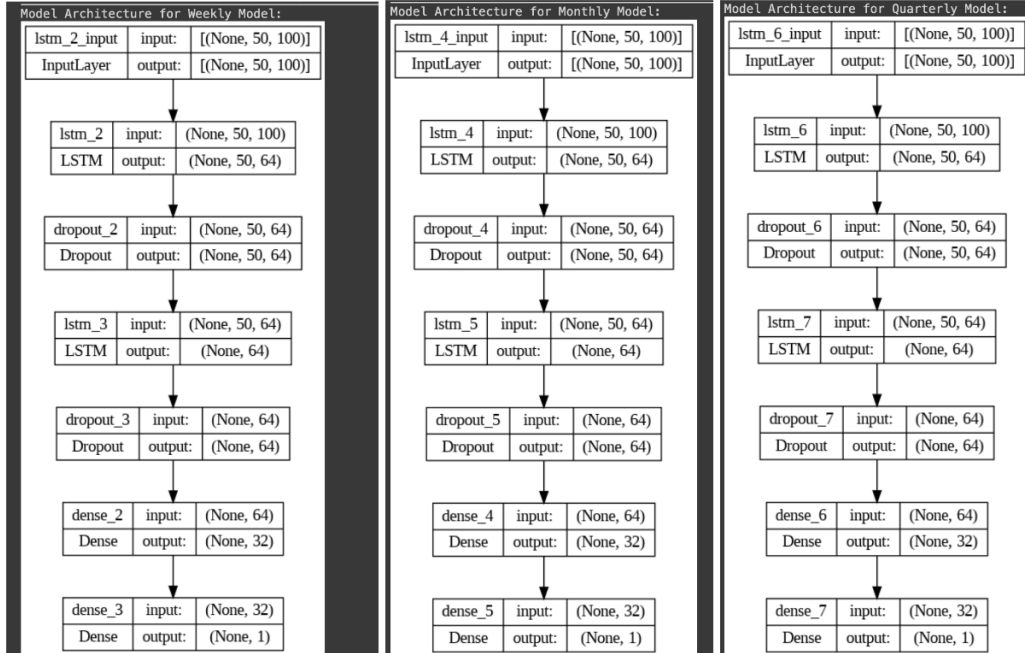 Model Architecture for Weekly Model:
lstm_2_input input: [(None, 50, 100)]
InputLayer output: [(None, 50, 100)]
lstm_2 input: (None, 50, 100)
LSTM output: (None, 50, 64)
dropout_2 input: (None, 50, 64)
Dropout output: (None, 50, 64)
lstm_3 input: (None, 50, 64)
LSTM output: (None, 64)
dropout_3 input: (None, 64)
Dropout output: (None, 64)
dense_2 input: (None, 64)
Dense output: (None, 32)
dense_3 input: (None, 32)
Dense output: (None, 1)
Model Architecture for Monthly Model:
lstm_4_input input: [(None, 50, 100)]
InputLayer output: [(None, 50, 100)]
lstm_4 input: (None, 50, 100)
LSTM output: (None, 50, 64)
dropout_4 input: (None, 50, 64)
Dropout output: (None, 50, 64)
lstm_5 input: (None, 50, 64)
LSTM output: (None, 64)
dropout_5 input: (None, 64)
Dropout output: (None, 64)
dense_4 input: (None, 64)
Dense output: (None, 32)
dense_5 input: (None, 32)
Dense output: (None, 1)
Model Architecture for Quarterly Model:
lstm_6_input input: [(None, 50, 100)]
InputLayer output: [(None, 50, 100)]
lstm_6 input: (None, 50, 100)
LSTM output: (None, 50, 64)
dropout_6 input: (None, 50, 64)
Dropout output: (None, 50, 64)
lstm_7 input: (None, 50, 64)
LSTM output: (None, 64)
dropout_7 input: (None, 64)
Dropout output: (None, 64)
dense_6 input: (None, 64)
Dense output: (None, 32)
dense_7 input: (None, 32)
Dense output: (None, 1)